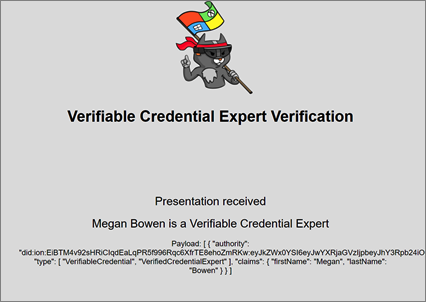 Verifiable Credential Expert Verification
Presentation received
Megan Bowen is a Verifiable Credential Expert
Payload: [ { "authority":
"did:ion:EiBTM4v92sHRiCIqdEaLqPR5f996Rqc6XfrTE8ehoZmRKw:eyJkZWx0YSI6eyJwYXRjaGVzIjpbeyJhY3Rpb24iO
"type": [ "VerifiableCredential", "VerifiedCredentialExpert" ], "claims": { "firstName": "Megan", "lastName":
"Bowen" } } ]